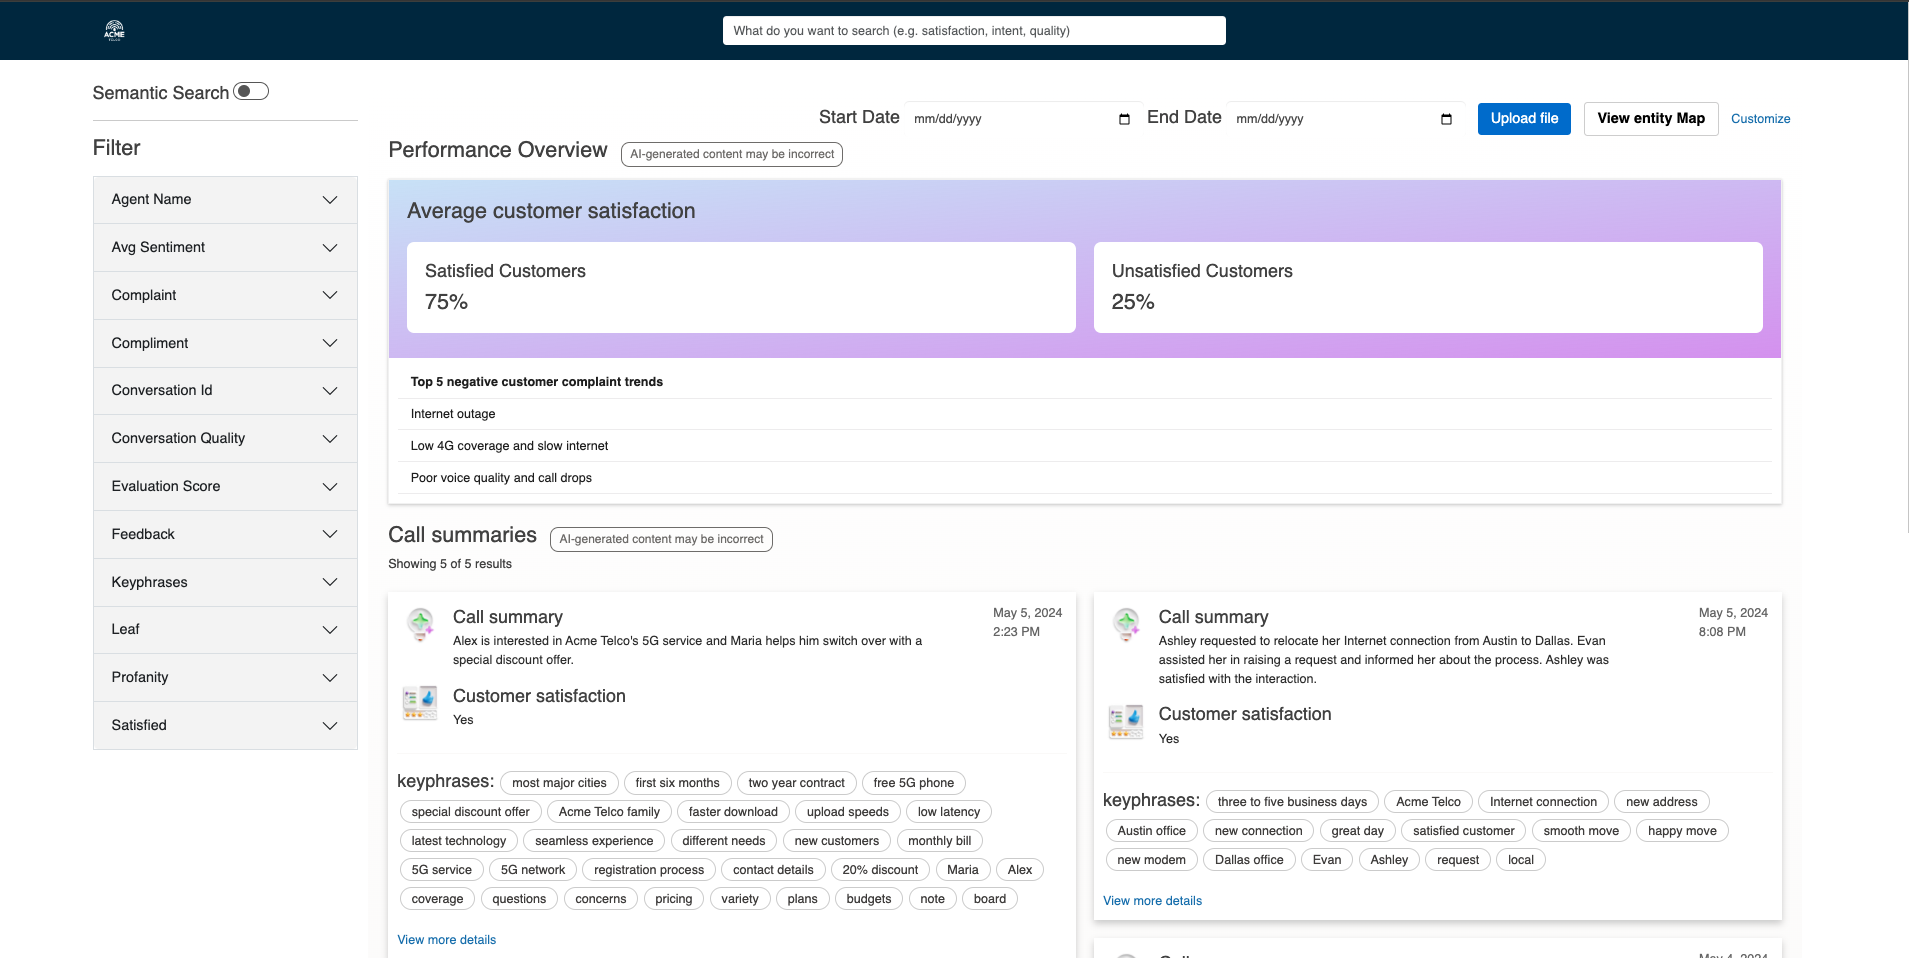 ACME
What do you want to search (e.g. satisfaction, intent, quality)
Semantic Search
Start Date mm/dd/yyyy End Date mm/dd/yyyy Upload file View entity Map Customize
Filter
Agent Name
Avg Sentiment
Complaint
Compliment
Conversation Id
Conversation Quality
Evaluation Score
Feedback
Keyphrases
Leaf
Profanity
Satisfied
Performance Overview AI-generated content may be incorrect
Average customer satisfaction
Satisfied Customers
75%
Unsatisfied Customers
25%
Top 5 negative customer complaint trends
Internet outage
Low 4G coverage and slow internet
Poor voice quality and call drops
Call summaries AI-generated content may be incorrect
Showing 5 of 5 results
Call summary
May 5, 2024
2:23 PM
Alex is interested in Acme Telco's 5G service and Maria helps him switch over with a
special discount offer.
Customer satisfaction
Yes
keyphrases: most major cities first six months two year contract free 5G phone
special discount offer Acme Telco family faster download upload speeds low latency
latest technology seamless experience different needs new customers monthly bill
5G service 5G network registration process contact details 20% discount Maria Alex
coverage questions concerns pricing variety plans budgets note board
View more details
Call summary
May 5, 2024
8:08 PM
Ashley requested to relocate her Internet connection from Austin to Dallas. Evan
assisted her in raising a request and informed her about the process. Ashley was
satisfied with the interaction.
Customer satisfaction
Yes
keyphrases: three to five business days Acme Telco Internet connection new address
Austin office new connection great day satisfied customer smooth move happy move
new modem Dallas office Evan Ashley request local
View more details